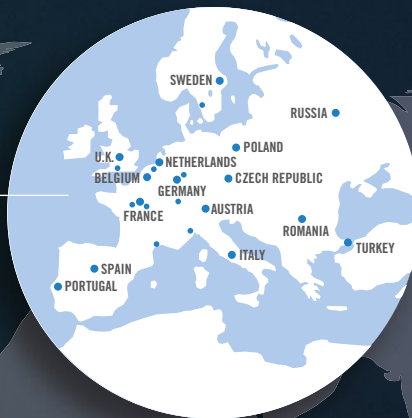 SWEDEN
RUSSIA
POLAND
U.K.
NETHERLANDS
BELGIUM
GERMANY
CZECH REPUBLIC
FRANCE
AUSTRIA
ROMANIA
TURKEY
ITALY
SPAIN
PORTUGAL